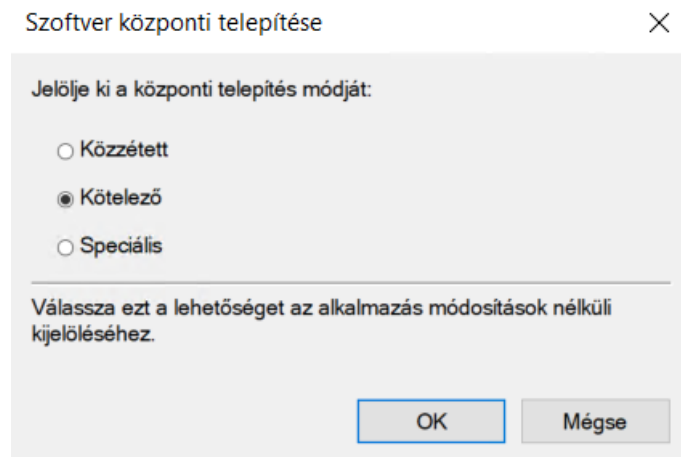 Szoftver központi telepítése
Jelölje ki a központi telepítés módját:
Közzétett
Kötelező
Speciális
Válassza ezt a lehetőséget az alkalmazás módosítások nélküli
kijelöléséhez.
OK Mégse